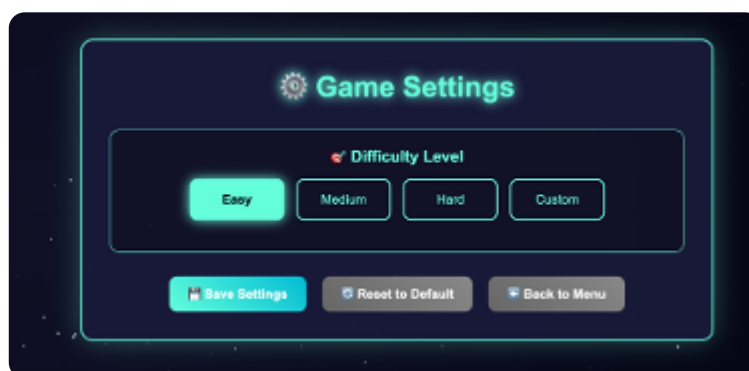 Game Settings
Difficulty Level
Easy Medium Hard Custom
Save Settings Reset to Default Back to Menu